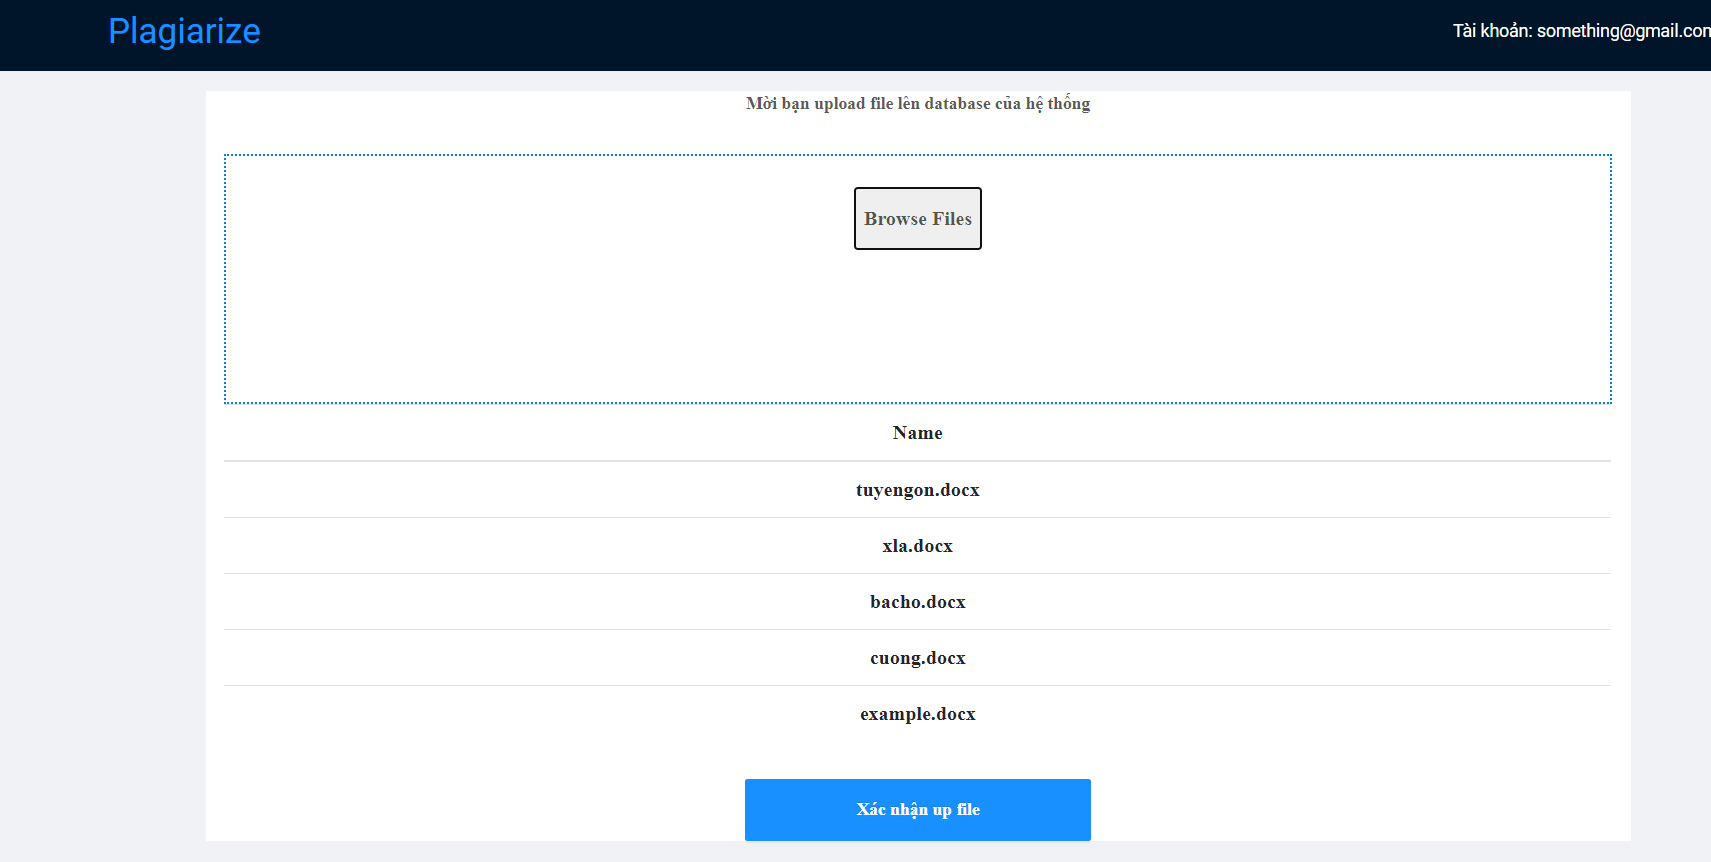 Plagiarize
Tài khoản: something@gmail.com
Mời bạn upload file lên database của hệ thống
Browse Files
Name
tuyengon.docx
xla.docx
bacho.docx
cuong.docx
example.docx
Xác nhận up file